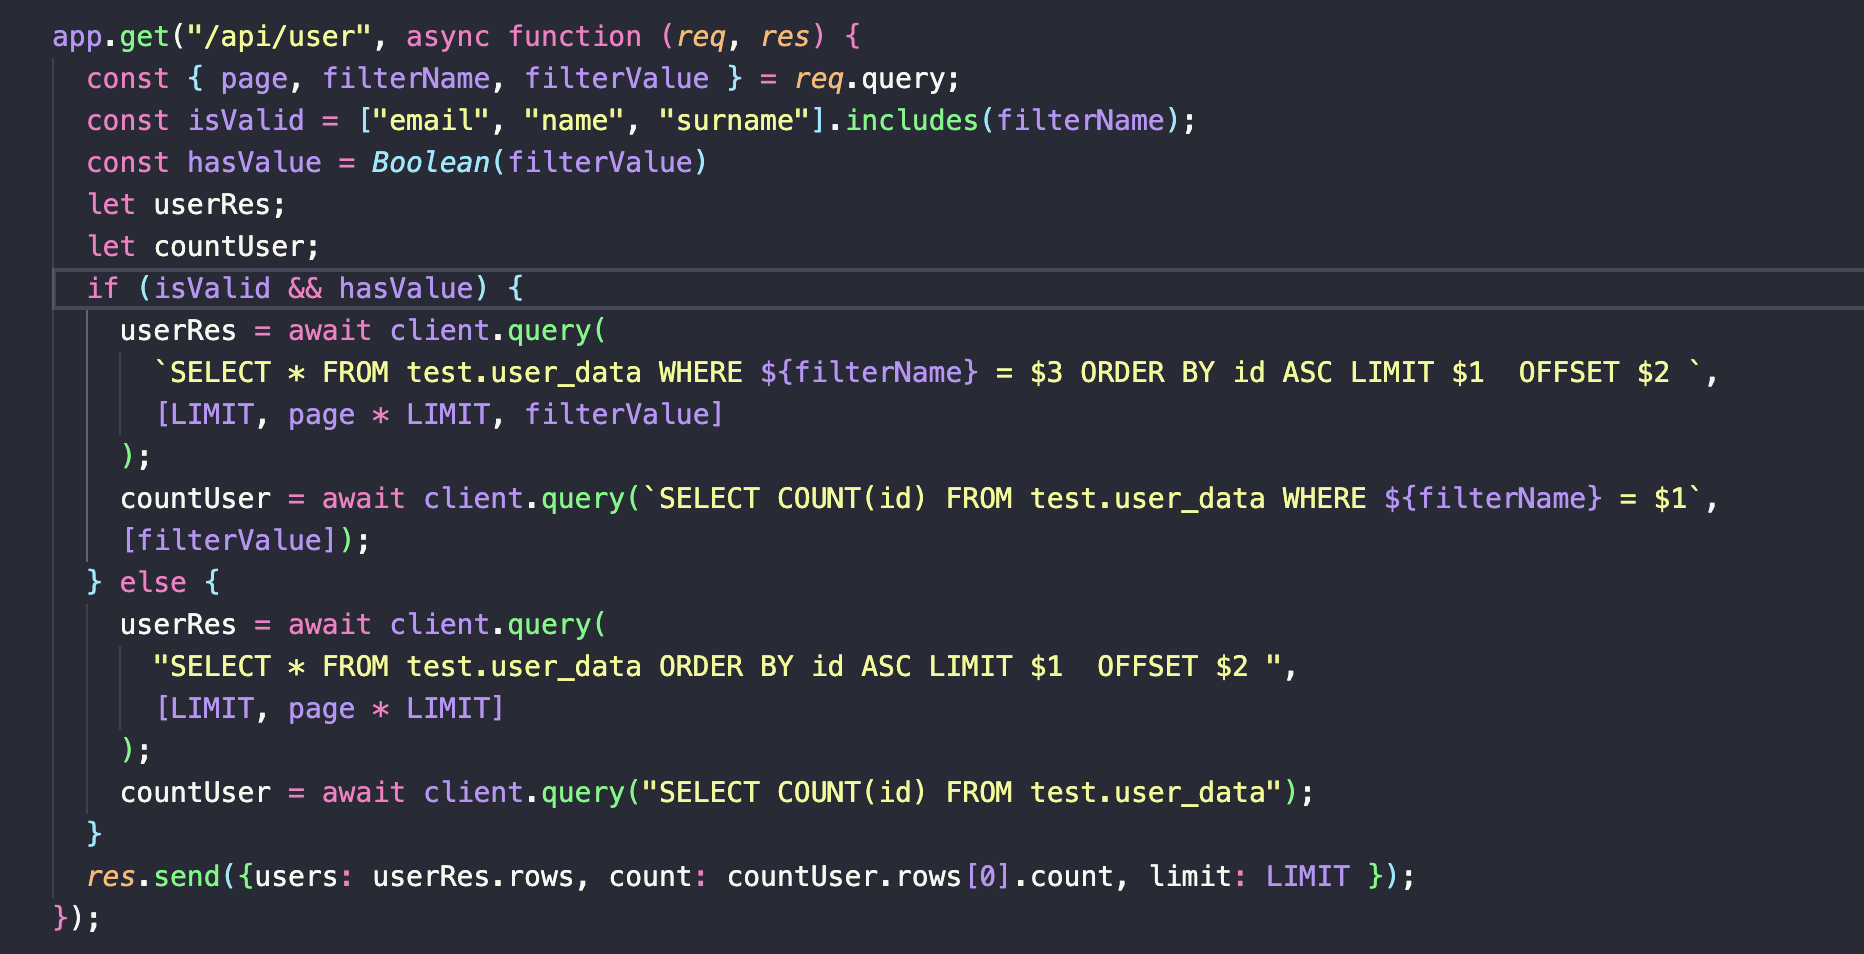 app.get("/api/user", async function (req, res) {
  const { page, filterName, filterValue } = req.query;
  const isValid = ["email", "name", "surname"].includes(filterName);
  const hasValue = Boolean(filterValue)
  let userRes;
  let countUser;
  if (isValid && hasValue) {
    userRes = await client.query(
      `SELECT * FROM test.user_data WHERE ${filterName} = $3 ORDER BY id ASC LIMIT $1  OFFSET $2 `,
      [LIMIT, page * LIMIT, filterValue]
    );
    countUser = await client.query(`SELECT COUNT(id) FROM test.user_data WHERE ${filterName} = $1`,
    [filterValue]);
  } else {
    userRes = await client.query(
      "SELECT * FROM test.user_data ORDER BY id ASC LIMIT $1  OFFSET $2 ",
      [LIMIT, page * LIMIT]
    );
    countUser = await client.query("SELECT COUNT(id) FROM test.user_data");
  }
  res.send({users: userRes.rows, count: countUser.rows[0].count, limit: LIMIT });
});